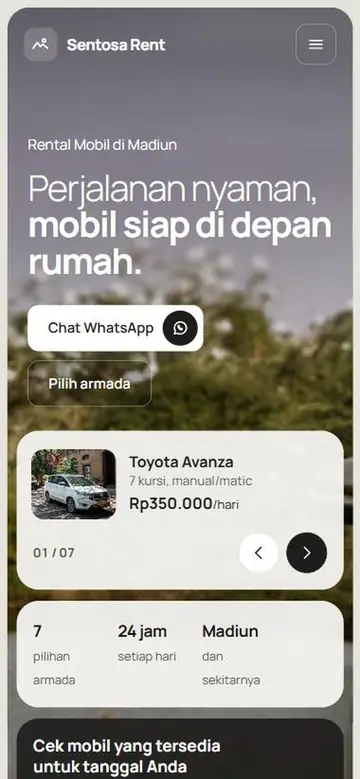 Sentosa Rent
Rental Mobil di Madiun
Perjalanan nyaman,
mobil siap di depan
rumah.
Chat WhatsApp
Pilih armada
Toyota Avanza
7 kursi, manual/matic
Rp350.000/hari
01 / 07
7
pilihan
armada
24 jam
setiap hari
Madiun
dan
sekitarnya
Cek mobil yang tersedia
untuk tanggal Anda